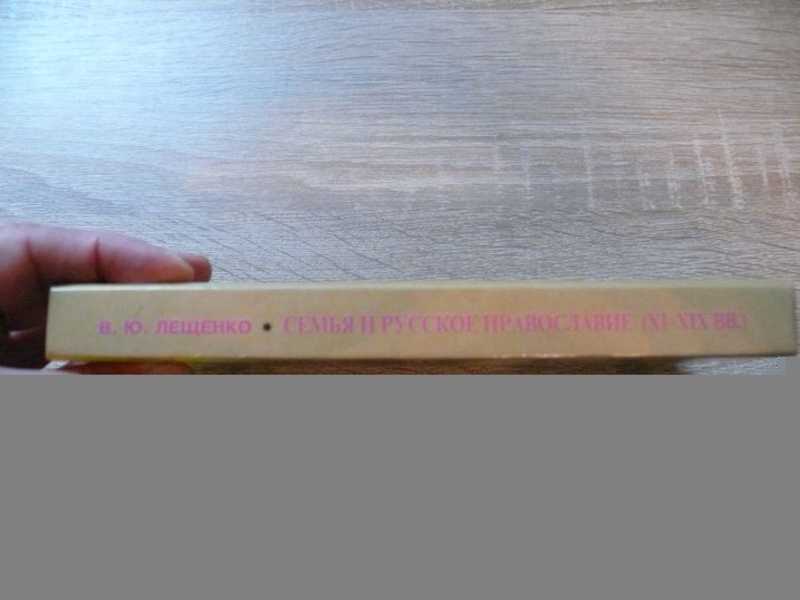 В. Ю. ЛЕЩЕНКО • СЕМЬЯ И РУССКОЕ ПРАВОСЛАВИЕ (XI-XIX ВВ.)